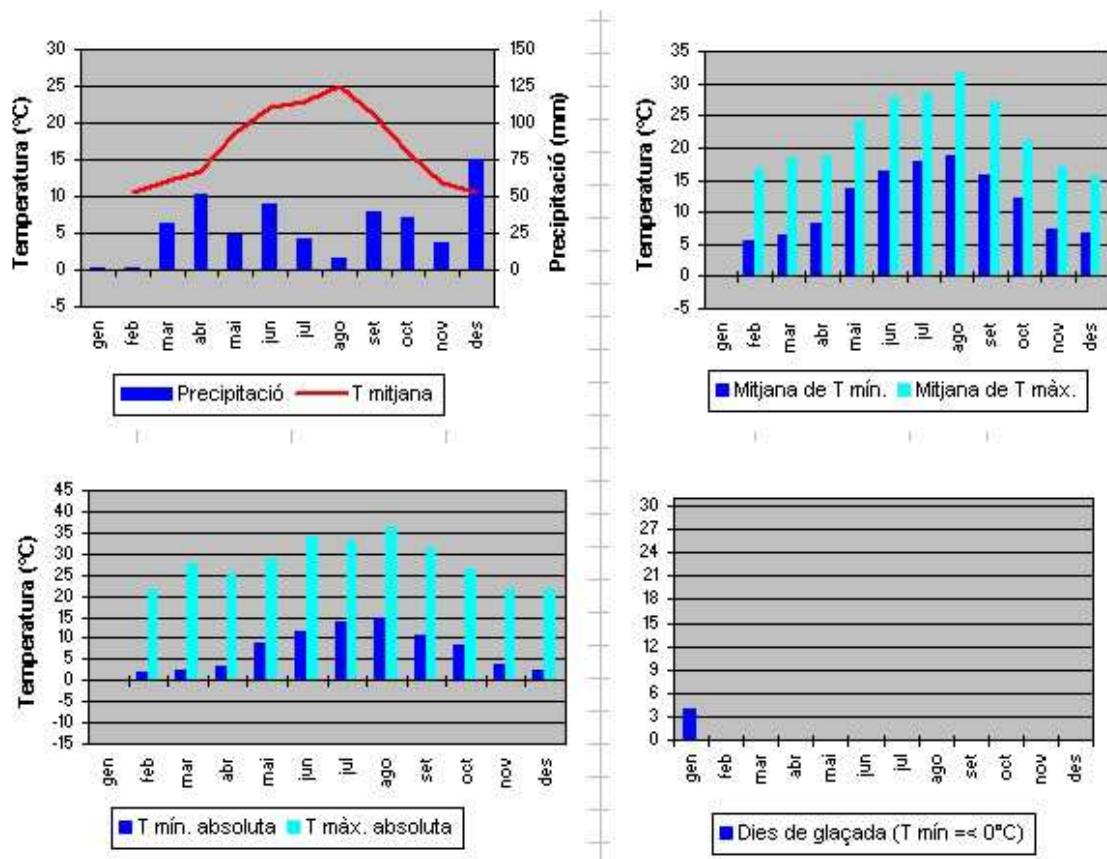 Temperatura (°C)
30
25
20
15
10
5
0
-5
150
125
100
75
50
25
0
Precipitació (mm)
gen
feb
mar
abr
mai
jun
jul
ago
set
oct
nov
des
Precipitació T mitjana
Temperatura (°C)
35
30
25
20
15
10
5
0
-5
gen
feb
mar
abr
mai
jun
jul
ago
set
oct
nov
des
Mitjana de T mín. Mitjana de T màx.
Temperatura (°C)
45
40
35
30
25
20
15
10
5
0
-5
-10
-15
gen
feb
mar
abr
mai
jun
jul
ago
set
oct
nov
des
T mín. absoluta T màx. absoluta
30
27
24
21
18
15
12
9
6
3
0
gen
feb
mar
abr
mai
jun
jul
ago
set
oct
nov
des
Dies de glaçada (T mín =< 0°C)